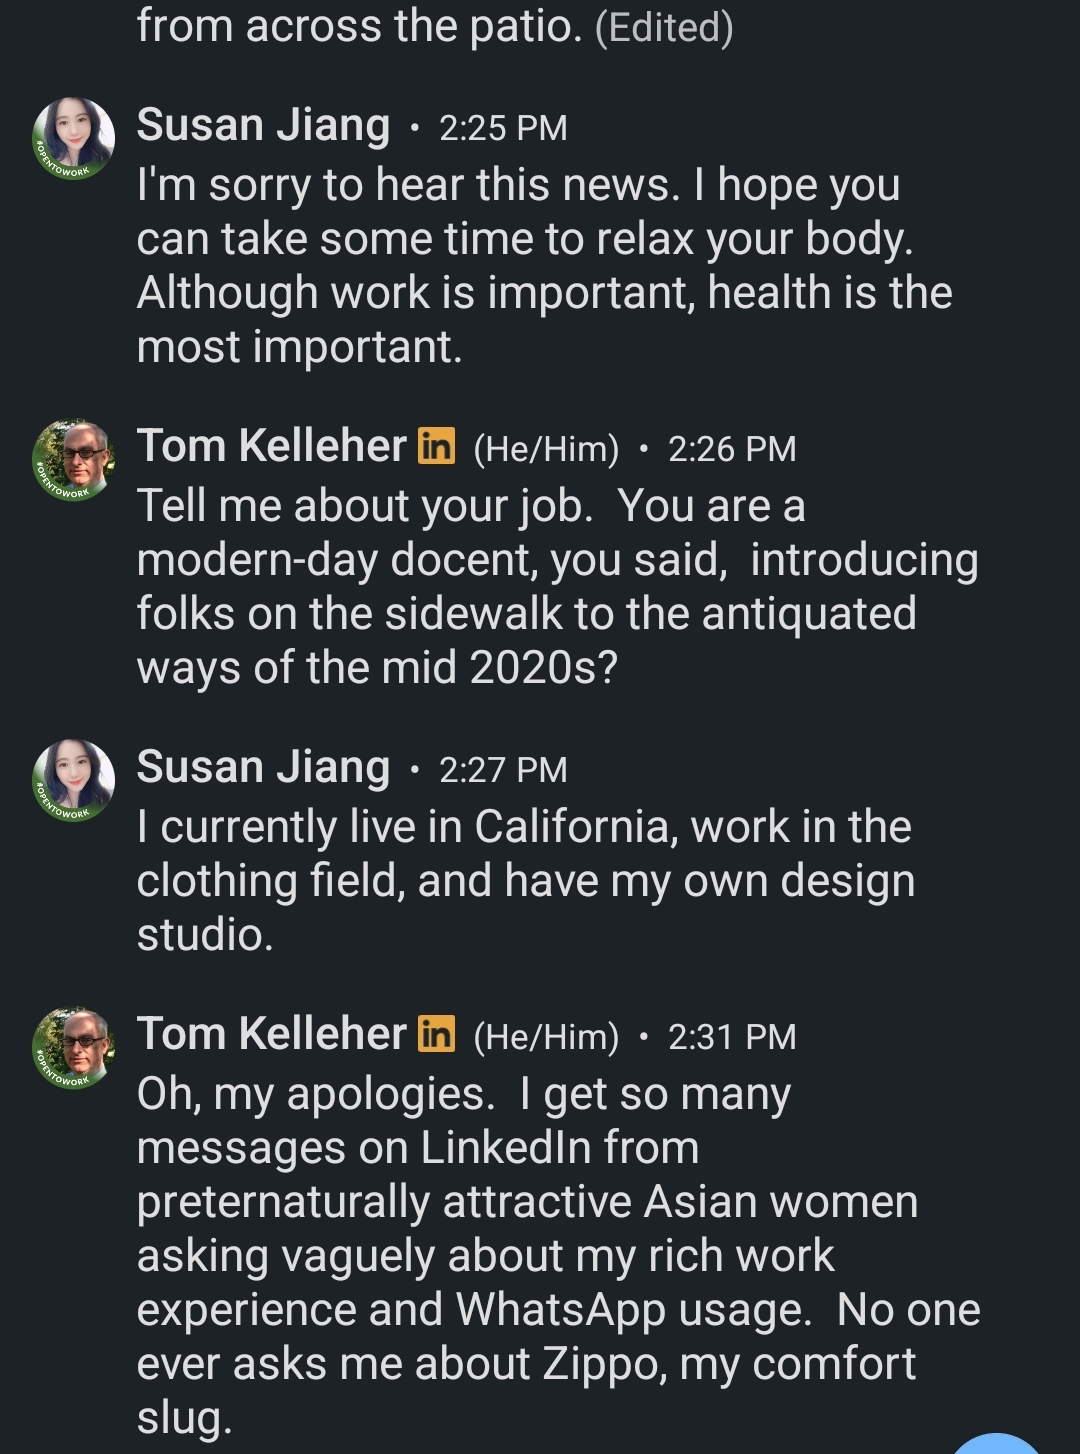 from across the patio. (Edited)
Susan Jiang • 2:25 PM
#OPENTOWORK
I'm sorry to hear this news. I hope you
can take some time to relax your body.
Although work is important, health is the
most important.
Tom Kelleher in (He/Him) • 2:26 PM
#OPENTOWORK
Tell me about your job.  You are a
modern-day docent, you said,  introducing
folks on the sidewalk to the antiquated
ways of the mid 2020s?
Susan Jiang • 2:27 PM
#OPENTOWORK
I currently live in California, work in the
clothing field, and have my own design
studio.
Tom Kelleher in (He/Him) • 2:31 PM
#OPENTOWORK
Oh, my apologies.  I get so many
messages on LinkedIn from
preternaturally attractive Asian women
asking vaguely about my rich work
experience and WhatsApp usage.  No one
ever asks me about Zippo, my comfort
slug.